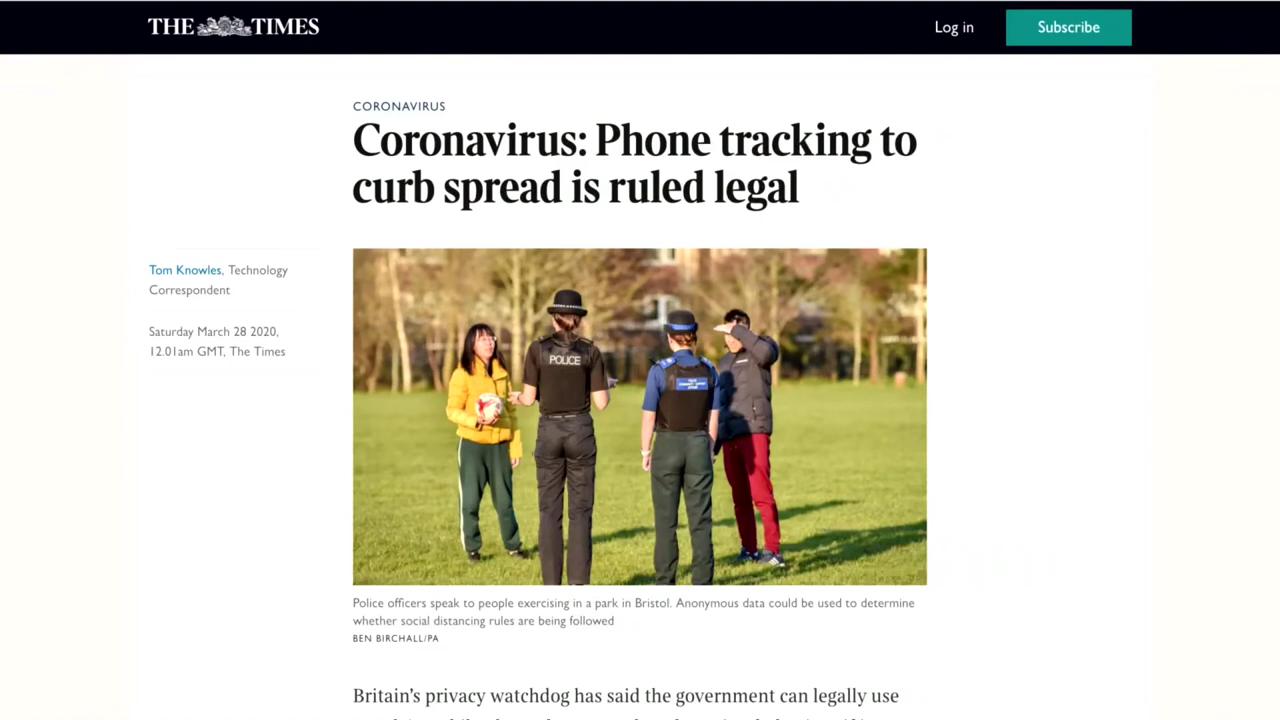 THE TIMES
Log in
Subscribe
CORONAVIRUS
Coronavirus: Phone tracking to
curb spread is ruled legal
Tom Knowles, Technology
Correspondent
Saturday March 28 2020,
12.01am GMT, The Times
POLICE
Police officers speak to people exercising in a park in Bristol. Anonymous data could be used to determine
whether social distancing rules are being followed
BEN BIRCHALL/PA
Britain’s privacy watchdog has said the government can legally use